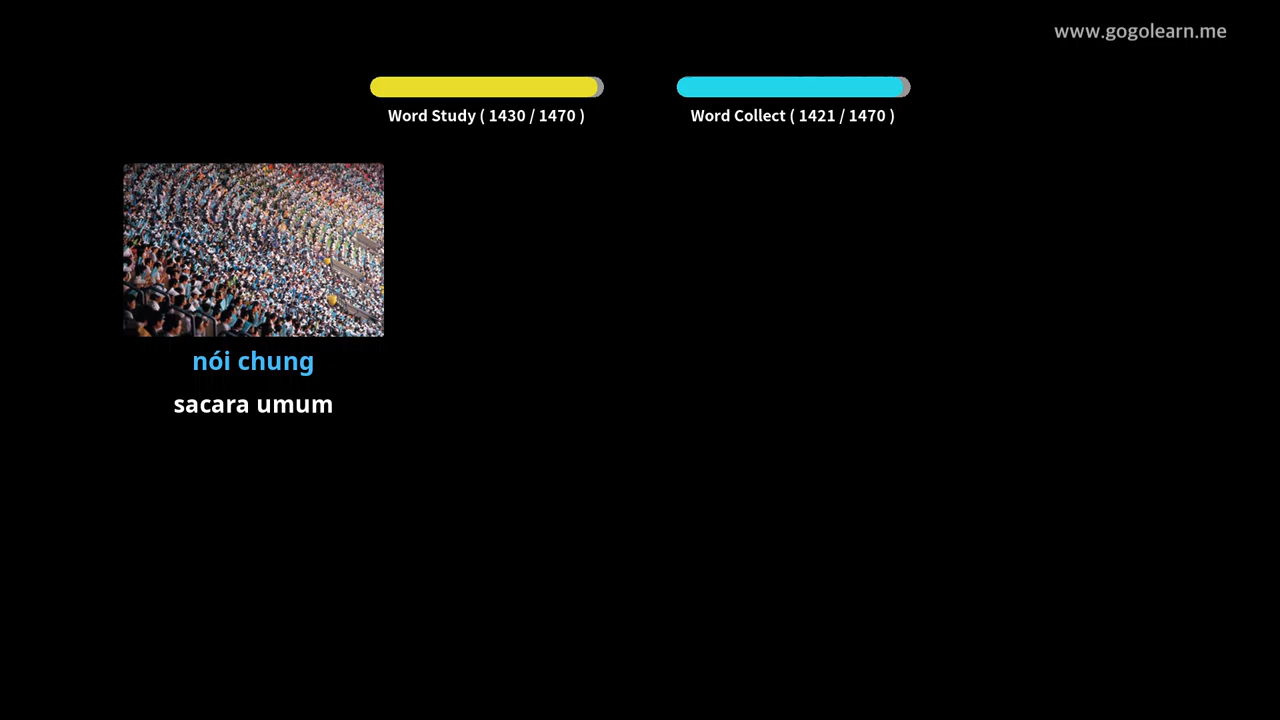 www.gogolearn.me
Word Study ( 1430 / 1470 )
Word Collect ( 1421 / 1470 )
nói chung
sacara umum